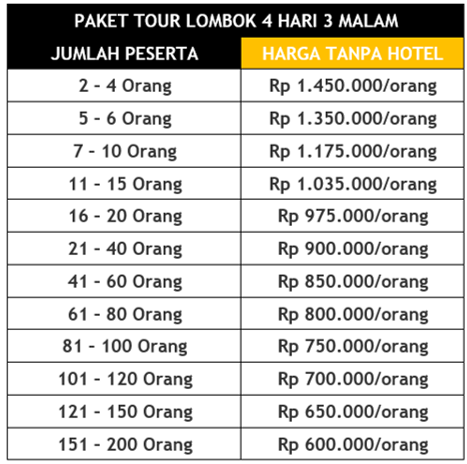 PAKET TOUR LOMBOK 4 HARI 3 MALAM
JUMLAH PESERTA HARGA TANPA HOTEL
2 – 4 Orang Rp 1.450.000/orang
5 – 6 Orang Rp 1.350.000/orang
7 – 10 Orang Rp 1.175.000/orang
11 – 15 Orang Rp 1.035.000/orang
16 – 20 Orang Rp 975.000/orang
21 – 40 Orang Rp 900.000/orang
41 – 60 Orang Rp 850.000/orang
61 – 80 Orang Rp 800.000/orang
81 – 100 Orang Rp 750.000/orang
101 – 120 Orang Rp 700.000/orang
121 – 150 Orang Rp 650.000/orang
151 – 200 Orang Rp 600.000/orang